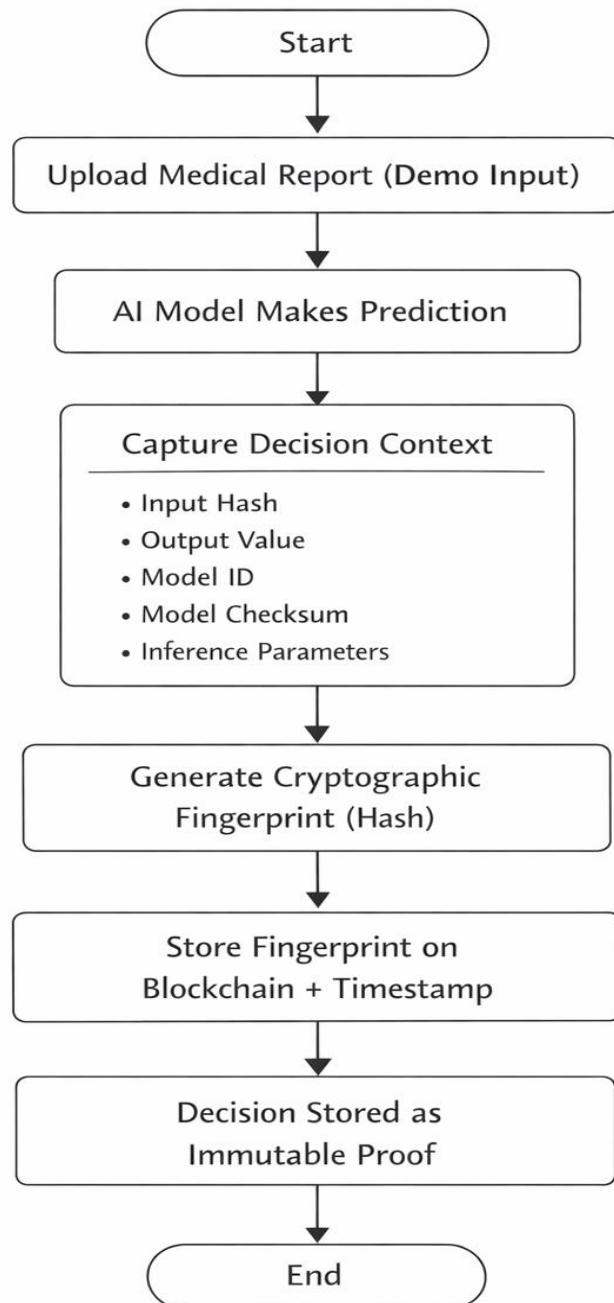 Start
Upload Medical Report (Demo Input)
AI Model Makes Prediction
Capture Decision Context
• Input Hash
• Output Value
• Model ID
• Model Checksum
• Inference Parameters
Generate Cryptographic
Fingerprint (Hash)
Store Fingerprint on
Blockchain + Timestamp
Decision Stored as
Immutable Proof
End